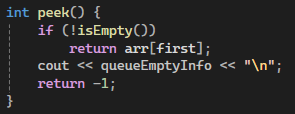 int peek() {
    if (!isEmpty())
        return arr[first];
    cout << queueEmptyInfo << "\n";
    return -1;
}